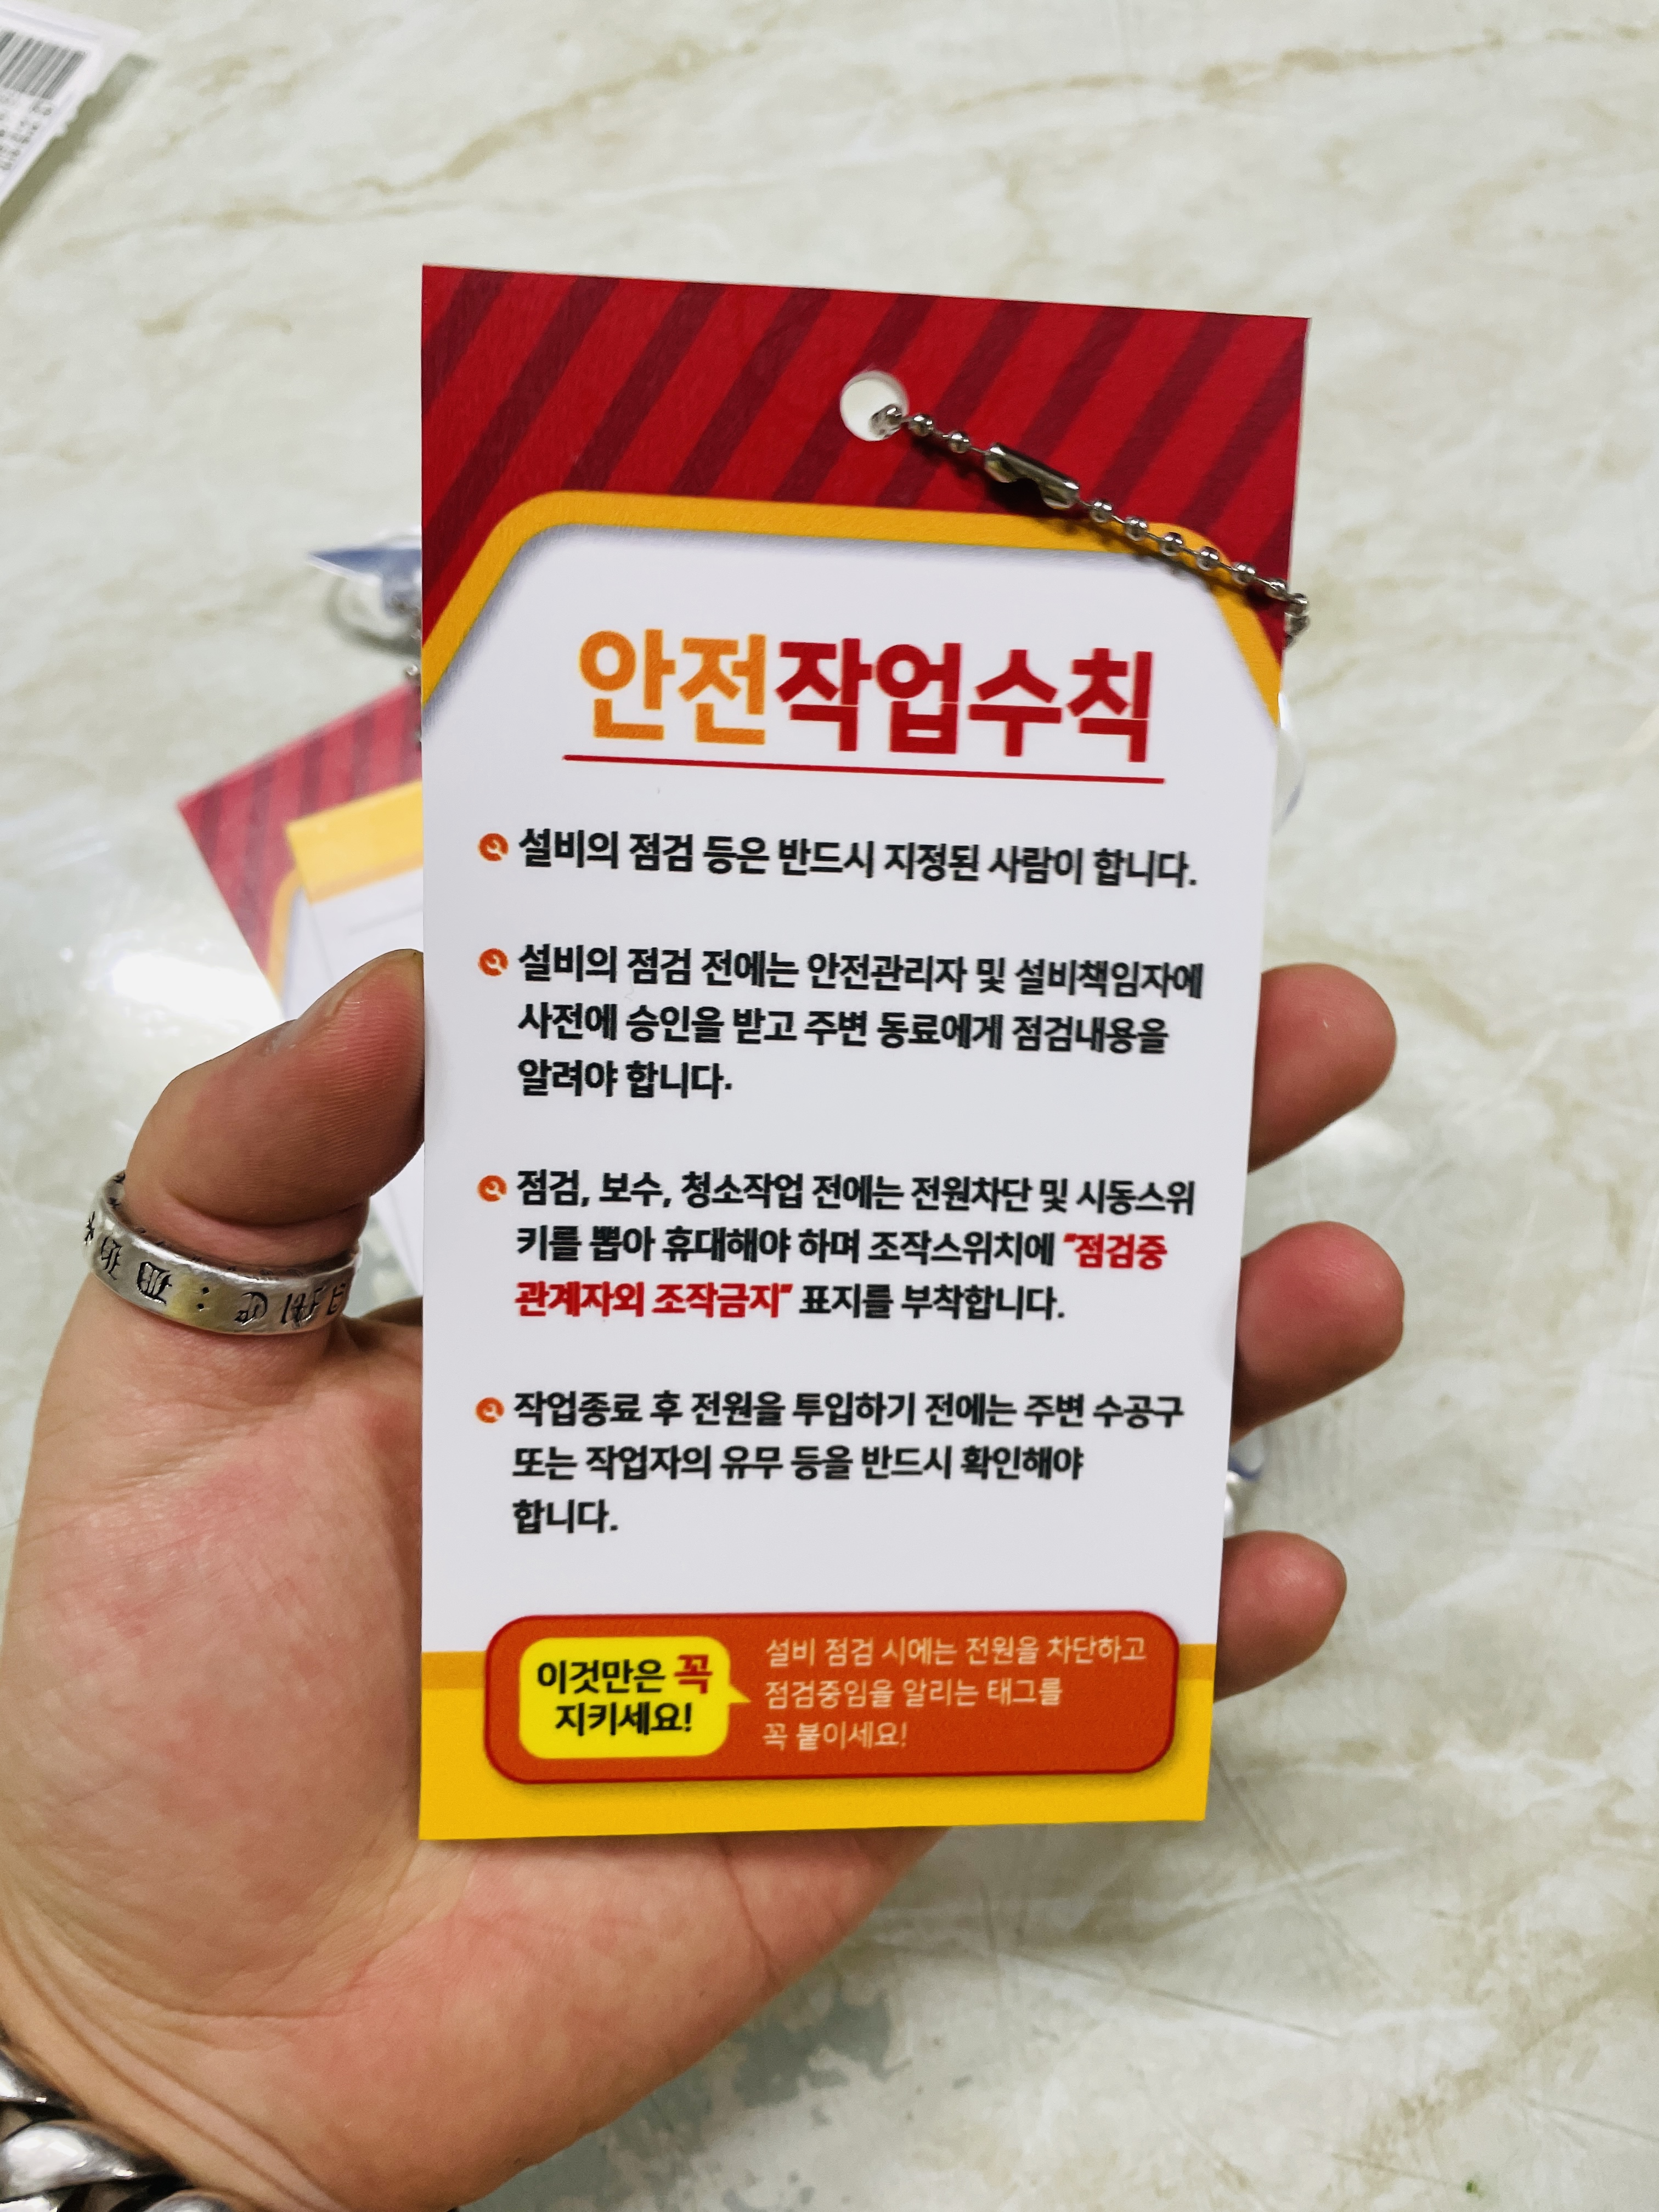 안전작업수칙
설비의 점검 등은 반드시 지정된 사람이 합니다.
설비의 점검 전에는 안전관리자 및 설비책임자에
사전에 승인을 받고 주변 동료에게 점검내용을
알려야 합니다.
점검, 보수, 청소작업 전에는 전원차단 및 시동스위
키를 뽑아 휴대해야 하며 조작스위치에 "점검중
관계자외 조작금지" 표지를 부착합니다.
작업종료 후 전원을 투입하기 전에는 주변 수공구
또는 작업자의 유무 등을 반드시 확인해야
합니다.
이것만은 꼭
지키세요!
설비 점검 시에는 전원을 차단하고
점검중임을 알리는 태그를
꼭 붙이세요!